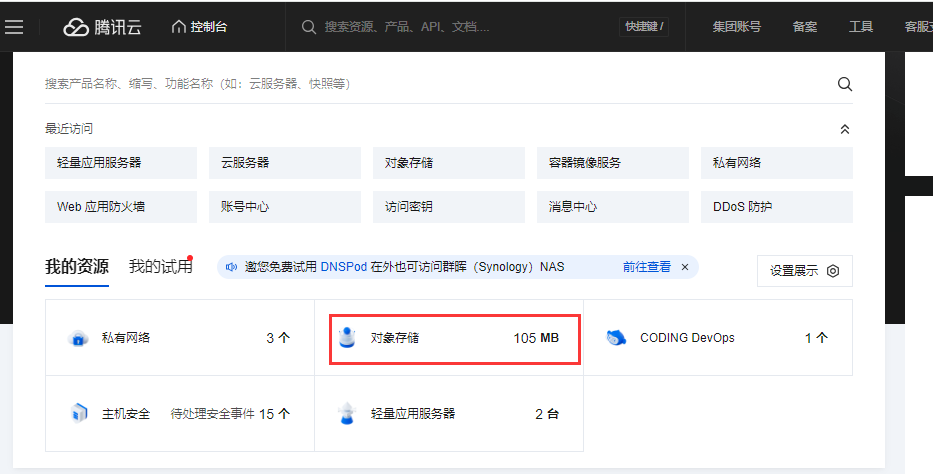 腾讯云 控制台 搜索资源、产品、API、文档.... 快捷键 / 集团账号 备案 工具 客服
搜索产品名称、缩写、功能名称（如：云服务器、快照等）
最近访问
轻量应用服务器 云服务器 对象存储 容器镜像服务 私有网络
Web 应用防火墙 账号中心 访问密钥 消息中心 DDoS 防护
我的资源 我的试用 邀您免费试用 DNSPod 在外也可访问群晖（Synology）NAS 前往查看 × 设置展示
私有网络 3 个 对象存储 105 MB CODING DevOps 1 个
主机安全 待处理安全事件 15 个 轻量应用服务器 2 台